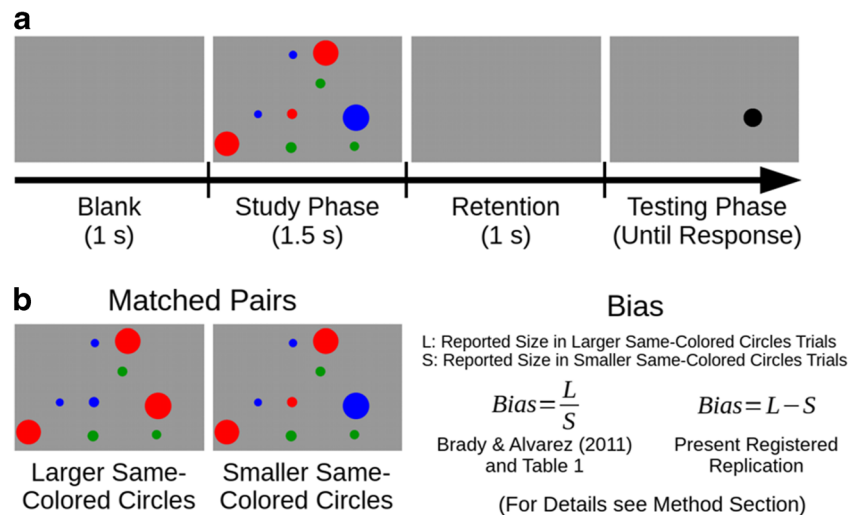 a
Blank
(1 s)
Study Phase
(1.5 s)
Retention
(1 s)
Testing Phase
(Until Response)
b
Matched Pairs
Larger Same-
Colored Circles
Smaller Same-
Colored Circles
Bias
L: Reported Size in Larger Same-Colored Circles Trials
S: Reported Size in Smaller Same-Colored Circles Trials
Bias=L/S
Brady & Alvarez (2011)
and Table 1
Bias=L−S
Present Registered
Replication
(For Details see Method Section)